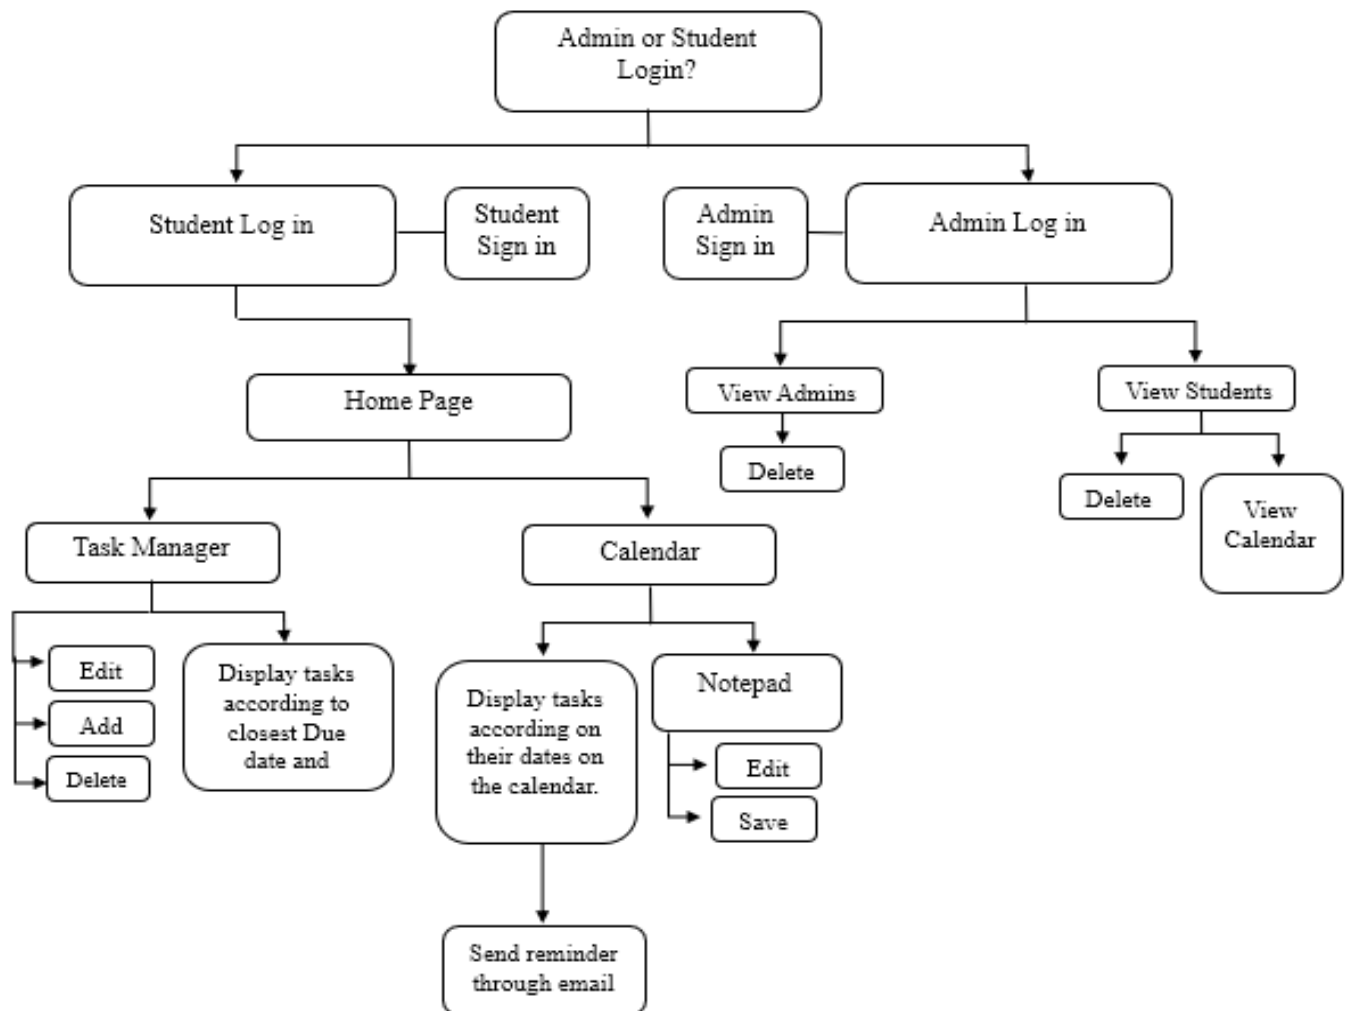 Admin or Student
Login?
Student Log in
Student
Sign in
Admin
Sign in
Admin Log in
Home Page
View Admins
Delete
View Students
Delete
View
Calendar
Task Manager
Calendar
Edit
Add
Delete
Display tasks
according to
closest Due
date and
Display tasks
according on
their dates on
the calendar.
Notepad
Edit
Save
Send reminder
through email